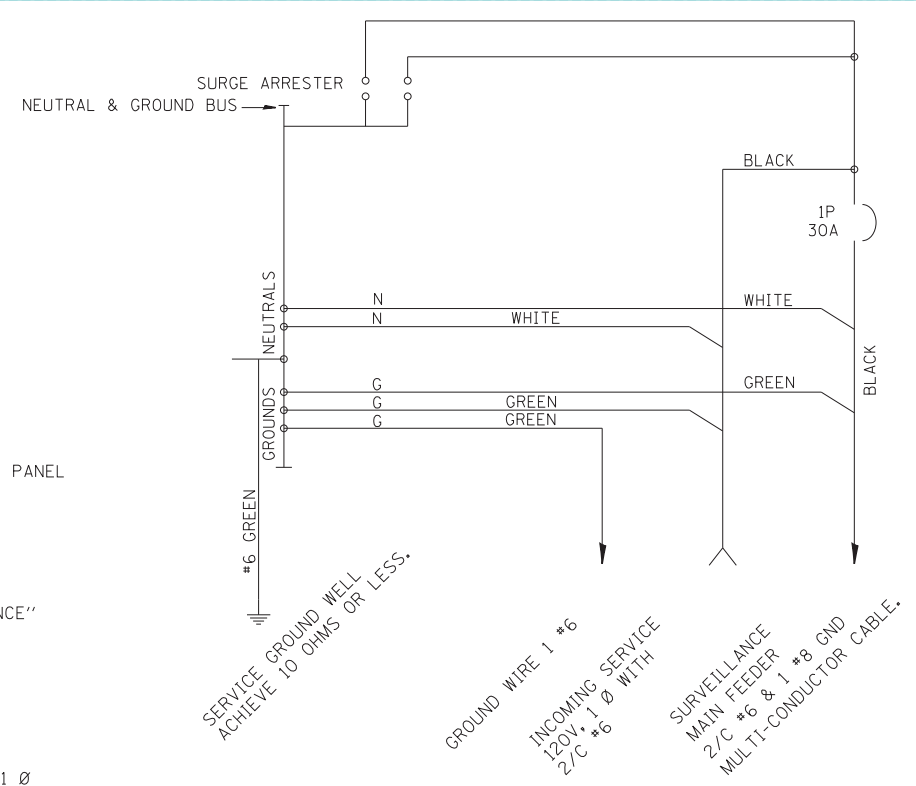 SURGE ARRESTER
NEUTRAL & GROUND BUS
BLACK
1P
30A
NEUTRALS
N
WHITE
N
WHITE
BLACK
GROUNDS
G
GREEN
G
GREEN
G
GREEN
PANEL
#6 GREEN
NCE"
SERVICE GROUND WELL
ACHIEVE 10 OHMS OR LESS.
GROUND WIRE 1 #6
INCOMING SERVICE
120V, 1 Ø WITH
2/C #6
SURVEILLANCE
MAIN FEEDER
2/C #6 & 1 #8 GND
MULTI-CONDUCTOR CABLE.
1 Ø